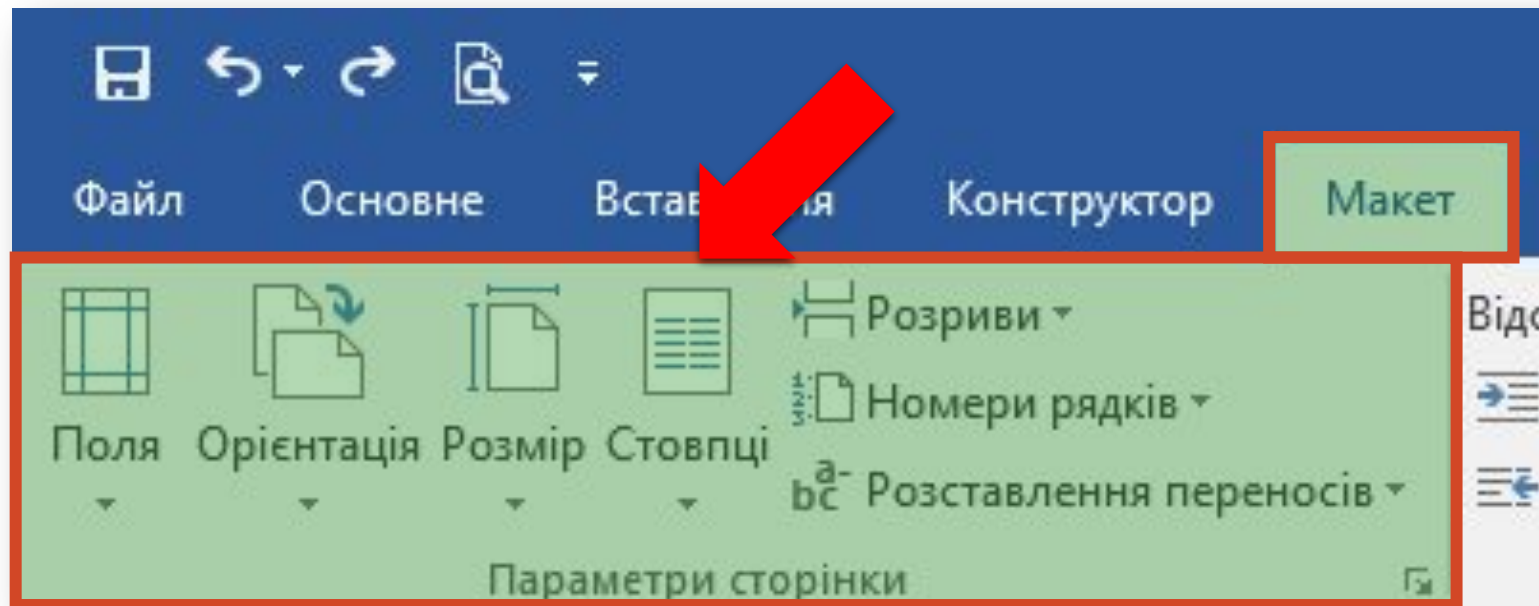 Файл Основне Конструктор Макет
Розриви
Номери рядків
Поля Орієнтація Розмір Стовпці
Розставлення переносів
Параметри сторінки